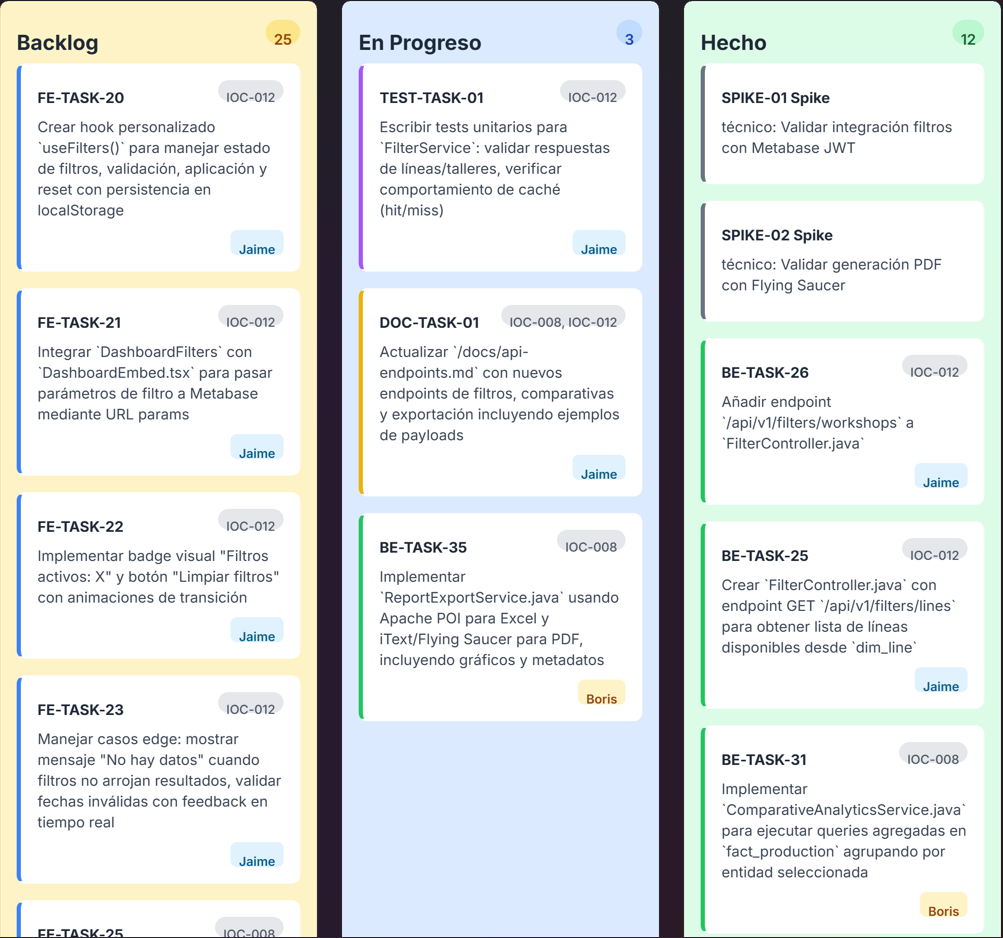 Backlog
25
FE-TASK-20
IOC-012
Crear hook personalizado
`useFilters()` para manejar estado
de filtros, validación, aplicación y
reset con persistencia en
localStorage
Jaime
FE-TASK-21
IOC-012
Integrar `DashboardFilters` con
`DashboardEmbed.tsx` para pasar
parámetros de filtro a Metabase
mediante URL params
Jaime
FE-TASK-22
IOC-012
Implementar badge visual "Filtros
activos: X" y botón "Limpiar filtros"
con animaciones de transición
Jaime
FE-TASK-23
IOC-012
Manejar casos edge: mostrar
mensaje "No hay datos" cuando
filtros no arrojan resultados, validar
fechas inválidas con feedback en
tiempo real
Jaime
FE-TASK-25
IOC-008
En Progreso
3
TEST-TASK-01
IOC-012
Escribir tests unitarios para
`FilterService`: validar respuestas
de líneas/talleres, verificar
comportamiento de caché
(hit/miss)
Jaime
DOC-TASK-01
IOC-008, IOC-012
Actualizar `/docs/api-
endpoints.md` con nuevos
endpoints de filtros, comparativas
y exportación incluyendo ejemplos
de payloads
Jaime
BE-TASK-35
IOC-008
Implementar
`ReportExportService.java` usando
Apache POI para Excel y
iText/Flying Saucer para PDF,
incluyendo gráficos y metadatos
Boris
Hecho
12
SPIKE-01 Spike
técnico: Validar integración filtros
con Metabase JWT
SPIKE-02 Spike
técnico: Validar generación PDF
con Flying Saucer
BE-TASK-26
IOC-012
Añadir endpoint
`/api/v1/filters/workshops` a
`FilterController.java`
Jaime
BE-TASK-25
IOC-012
Crear `FilterController.java` con
endpoint GET `/api/v1/filters/lines`
para obtener lista de líneas
disponibles desde `dim_line`
Jaime
BE-TASK-31
IOC-008
Implementar
`ComparativeAnalyticsService.java`
para ejecutar queries agregadas en
`fact_production` agrupando por
entidad seleccionada
Boris